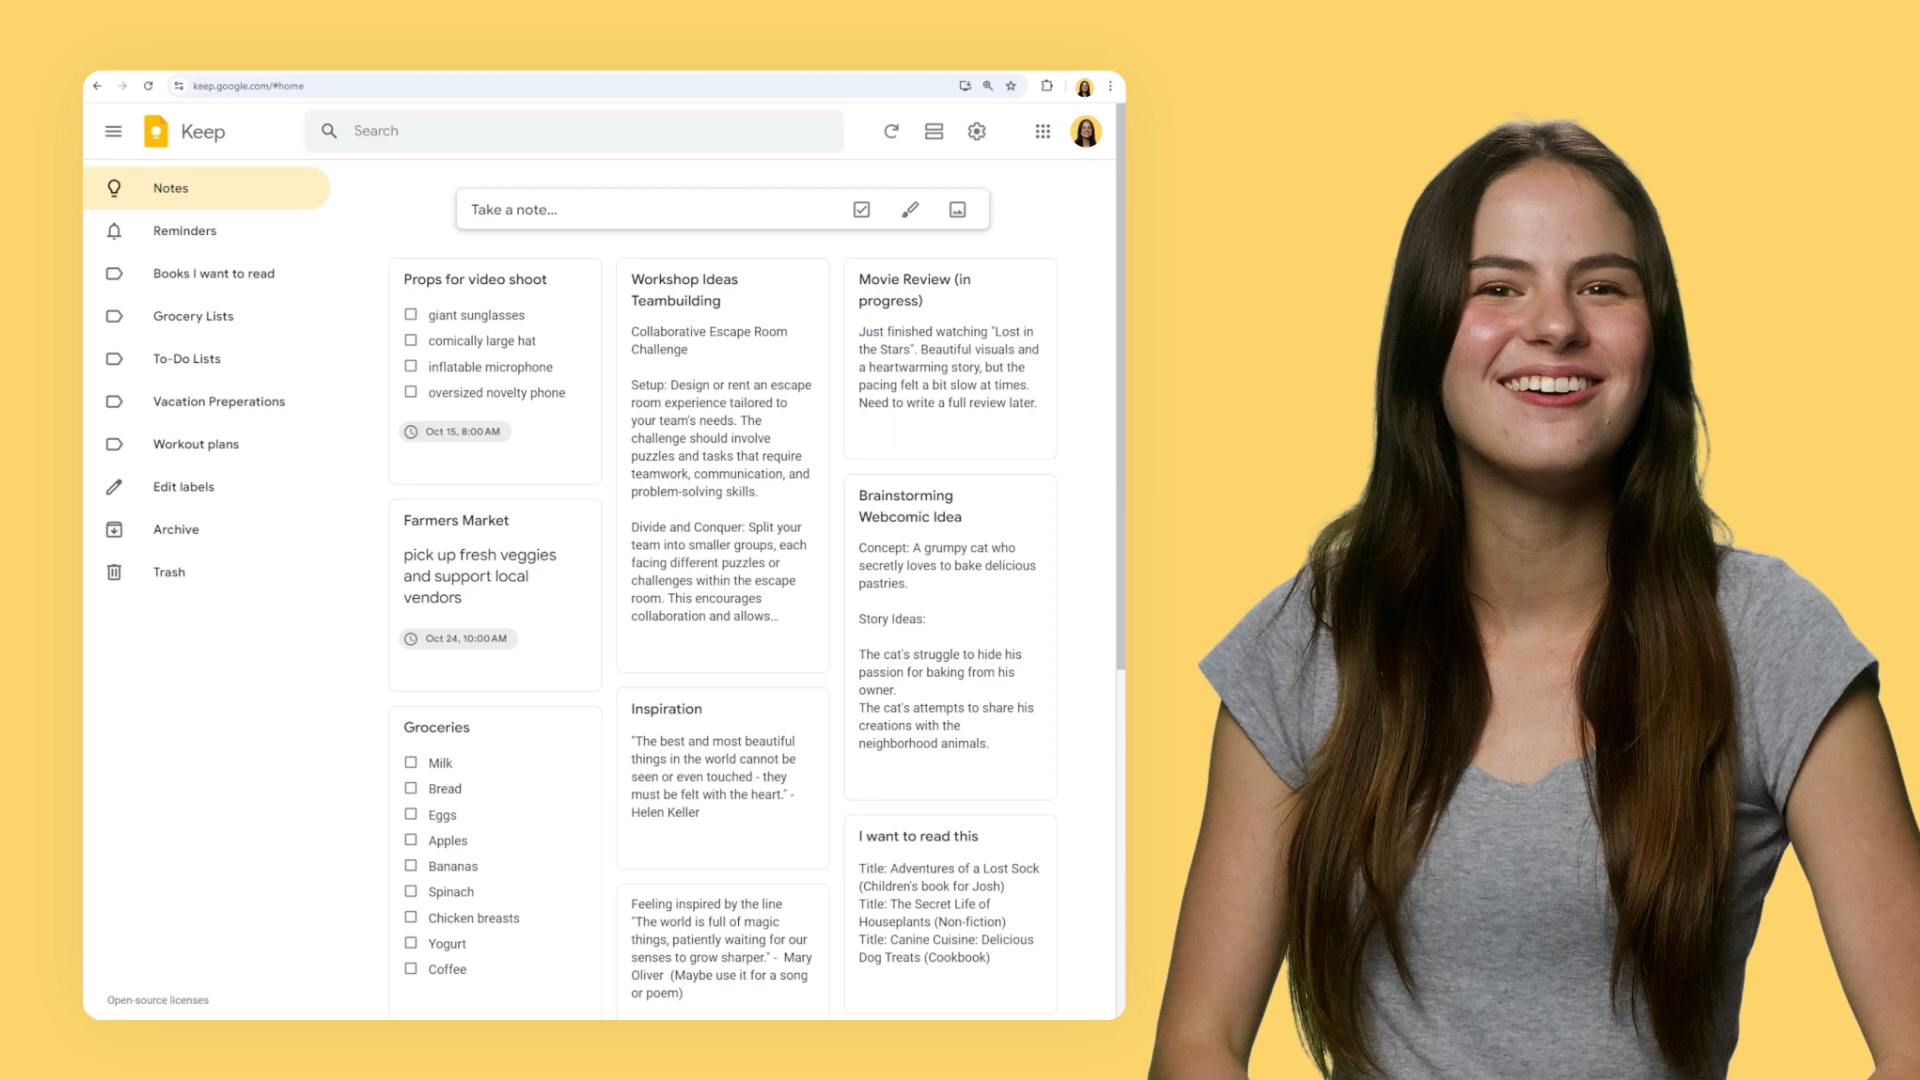 keep.google.com/#home
Keep
Search
Notes
Reminders
Books I want to read
Grocery Lists
To-Do Lists
Vacation Preperations
Workout plans
Edit labels
Archive
Trash
Open-source licenses
Take a note...
Props for video shoot
giant sunglasses
comically large hat
inflatable microphone
oversized novelty phone
Oct 15, 8:00 AM
Farmers Market
pick up fresh veggies
and support local
vendors
Oct 24, 10:00 AM
Groceries
Milk
Bread
Eggs
Apples
Bananas
Spinach
Chicken breasts
Yogurt
Coffee
Workshop Ideas
Teambuilding
Collaborative Escape Room
Challenge
Setup: Design or rent an escape
room experience tailored to
your team's needs. The
challenge should involve
puzzles and tasks that require
teamwork, communication, and
problem-solving skills.
Divide and Conquer: Split your
team into smaller groups, each
facing different puzzles or
challenges within the escape
room. This encourages
collaboration and allows...
Inspiration
"The best and most beautiful
things in the world cannot be
seen or even touched - they
must be felt with the heart." -
Helen Keller
Feeling inspired by the line
"The world is full of magic
things, patiently waiting for our
senses to grow sharper." - Mary
Oliver (Maybe use it for a song
or poem)
Movie Review (in
progress)
Just finished watching "Lost in
the Stars". Beautiful visuals and
a heartwarming story, but the
pacing felt a bit slow at times.
Need to write a full review later.
Brainstorming
Webcomic Idea
Concept: A grumpy cat who
secretly loves to bake delicious
pastries.
Story Ideas:
The cat's struggle to hide his
passion for baking from his
owner.
The cat's attempts to share his
creations with the
neighborhood animals.
I want to read this
Title: Adventures of a Lost Sock
(Children's book for Josh)
Title: The Secret Life of
Houseplants (Non-fiction)
Title: Canine Cuisine: Delicious
Dog Treats (Cookbook)